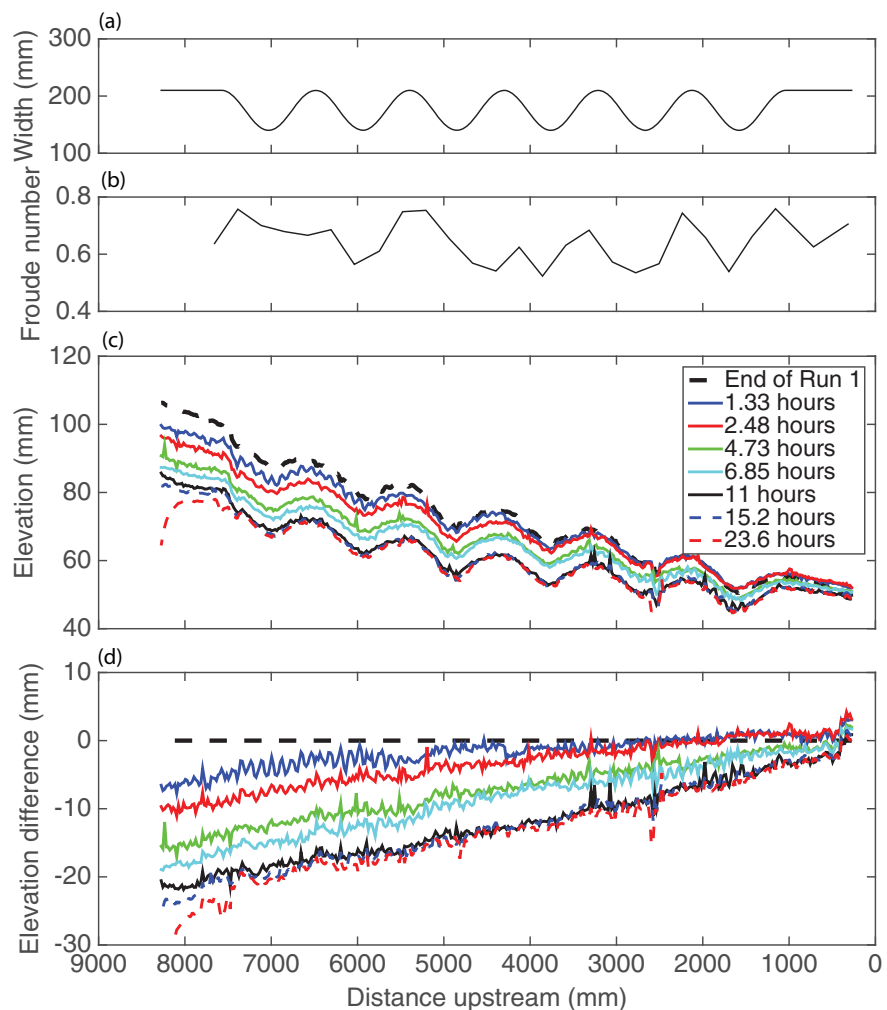 (a)
300
200
100
Width (mm)
(b)
0.8
0.6
0.4
Froude number
(c)
120
100
80
60
40
Elevation (mm)
End of Run 1
1.33 hours
2.48 hours
4.73 hours
6.85 hours
11 hours
15.2 hours
23.6 hours
(d)
10
0
-10
-20
-30
Elevation difference (mm)
9000 8000 7000 6000 5000 4000 3000 2000 1000 0
Distance upstream (mm)